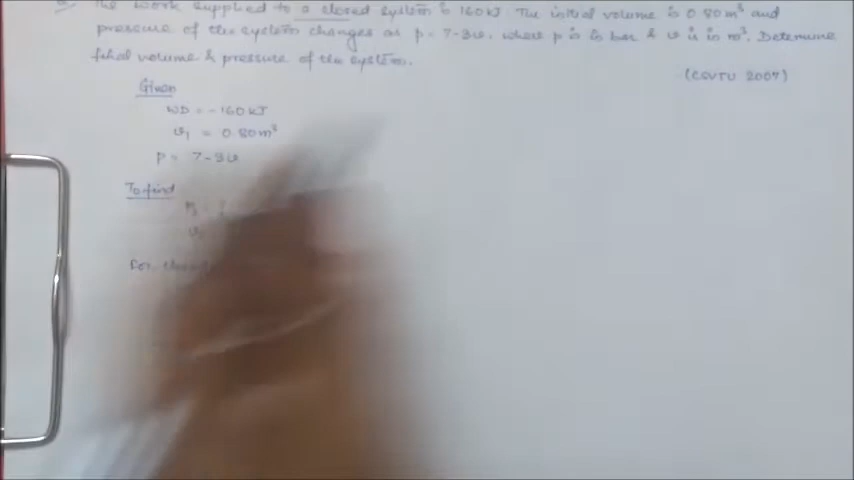 The work supplied to a closed system is 160 kJ. The initial volume is 0.80 m³ and
pressure of the system changes as p = 7-3v, where p is in bar & v is in m³. Determine
final volume & pressure of the system.
(CSVTU 2007)
Given
WD = -160 kJ
v₁ = 0.80 m³
p = 7-3v
To find
For